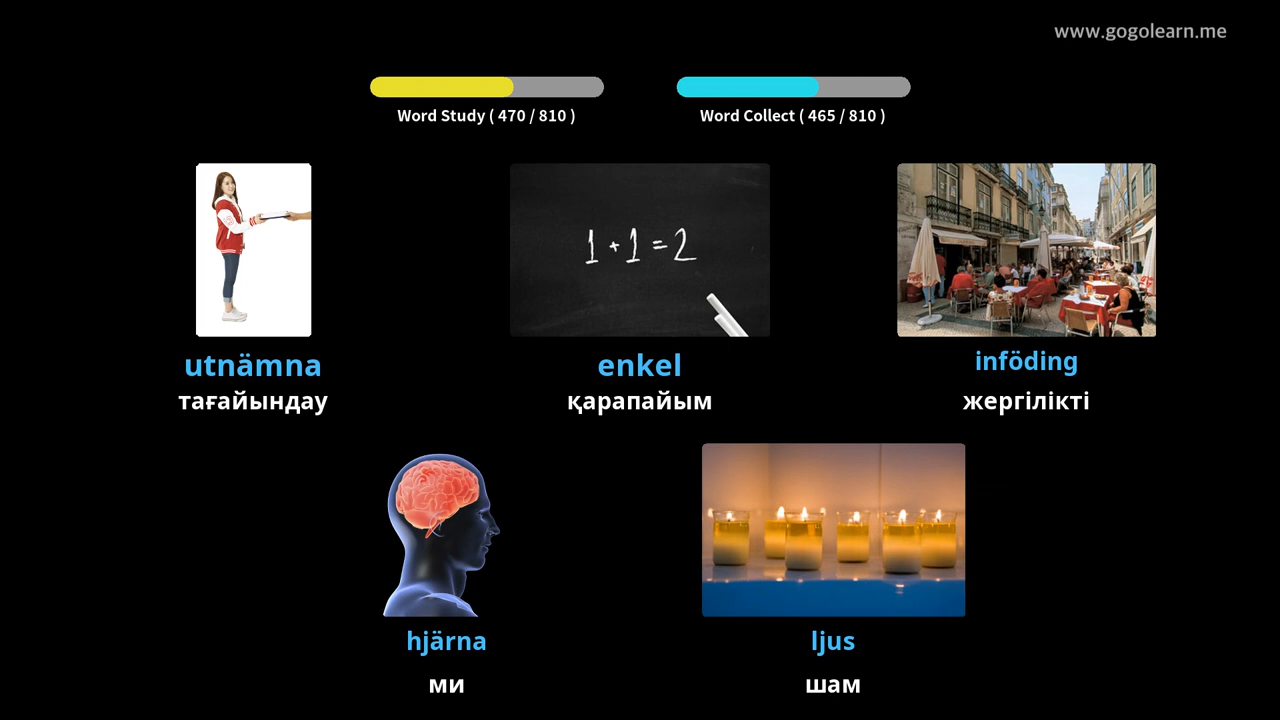 www.gogolearn.me
Word Study ( 470 / 810 )
Word Collect ( 465 / 810 )
1 + 1 = 2
utnämna
тағайындау
enkel
қарапайым
infödіng
жергілікті
hjärna
ми
ljus
шам